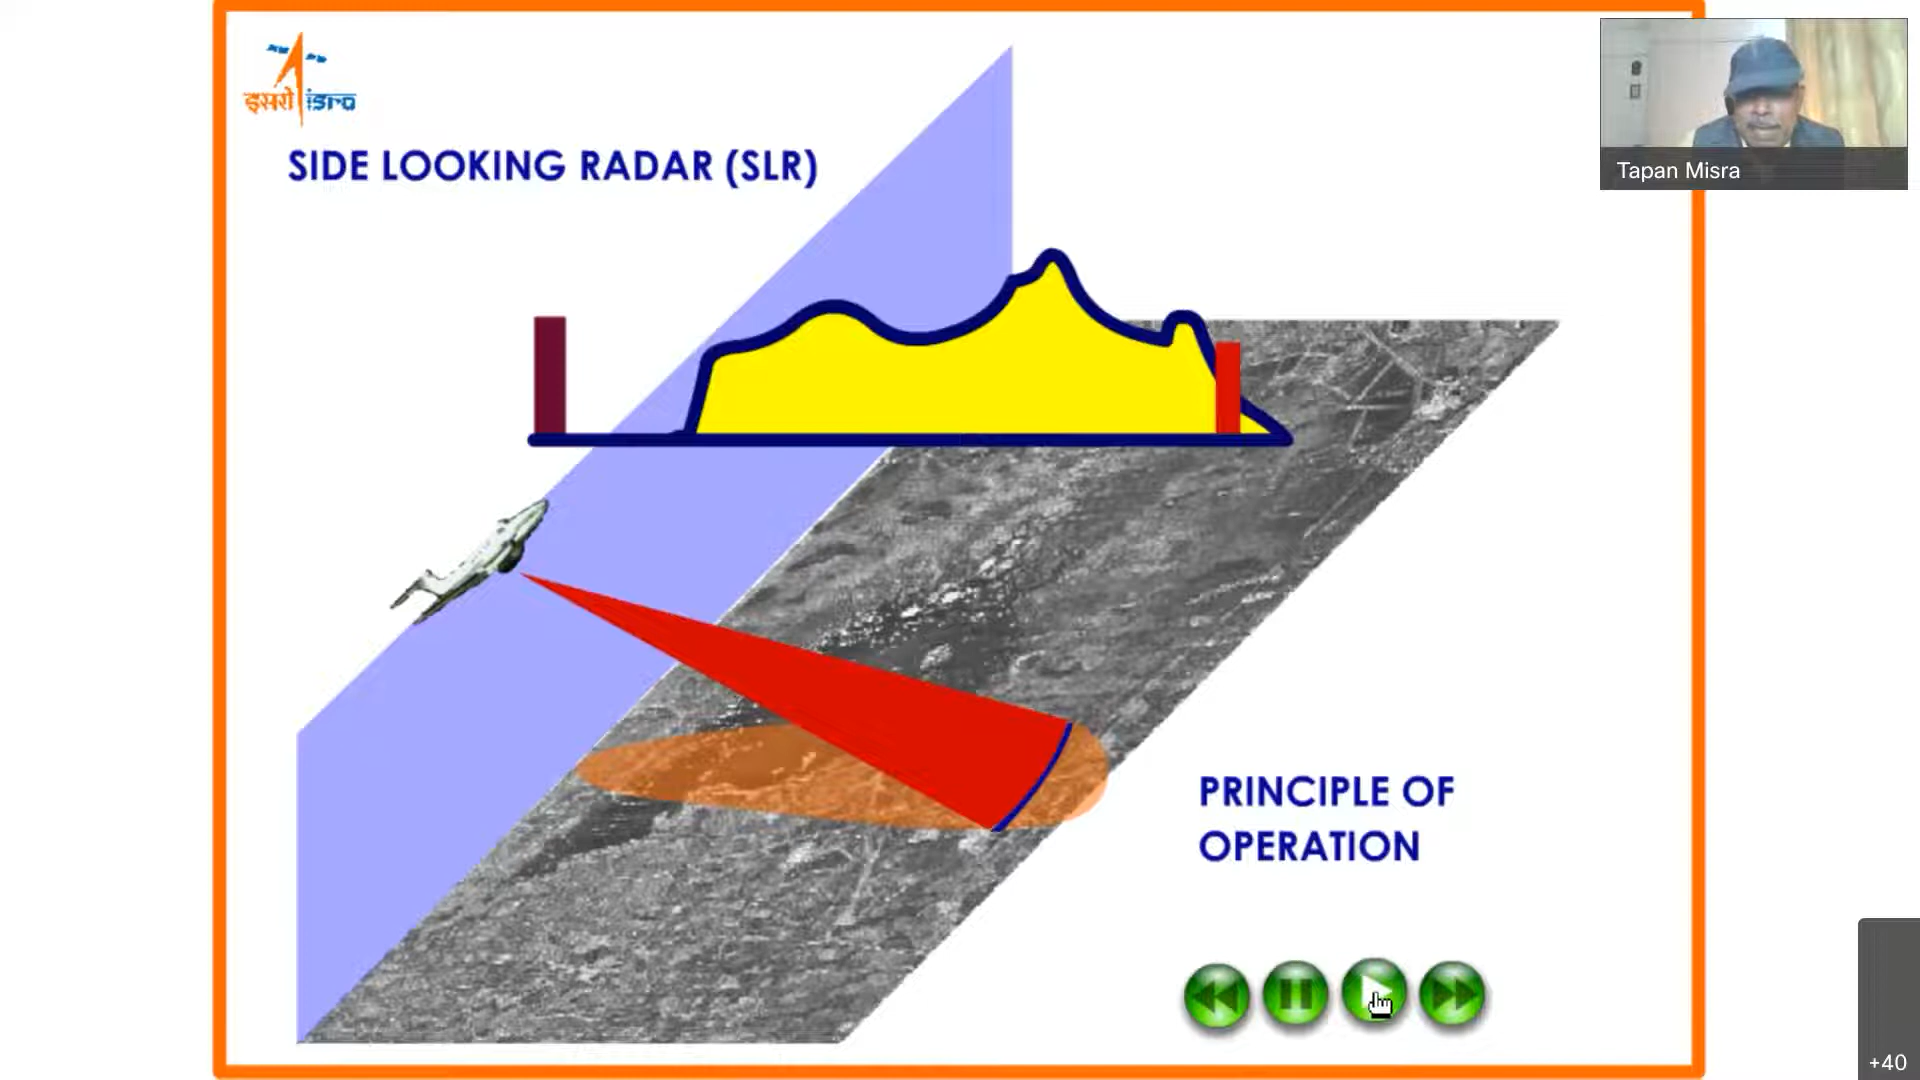 इसरो isro
SIDE LOOKING RADAR (SLR)
Tapan Misra
PRINCIPLE OF
OPERATION
+40